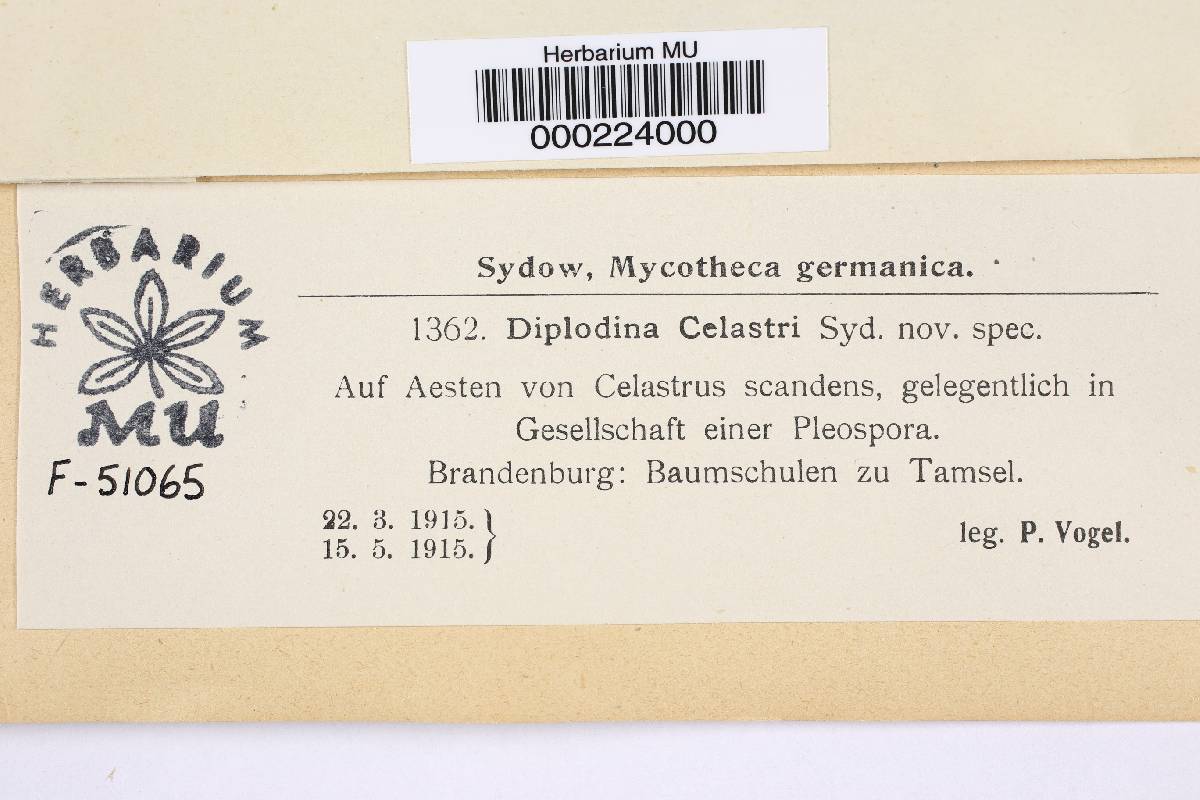 Herbarium MU
000224000
HERBARIUM
MU
F-51065
Sydow, Mycotheca germanica.
1362. Diplodina Celastri Syd. nov. spec.
Auf Aesten von Celastrus scandens, gelegentlich in
Gesellschaft einer Pleospora.
Brandenburg: Baumschulen zu Tamsel.
22. 3. 1915.
15. 5. 1915.
leg. P. Vogel.